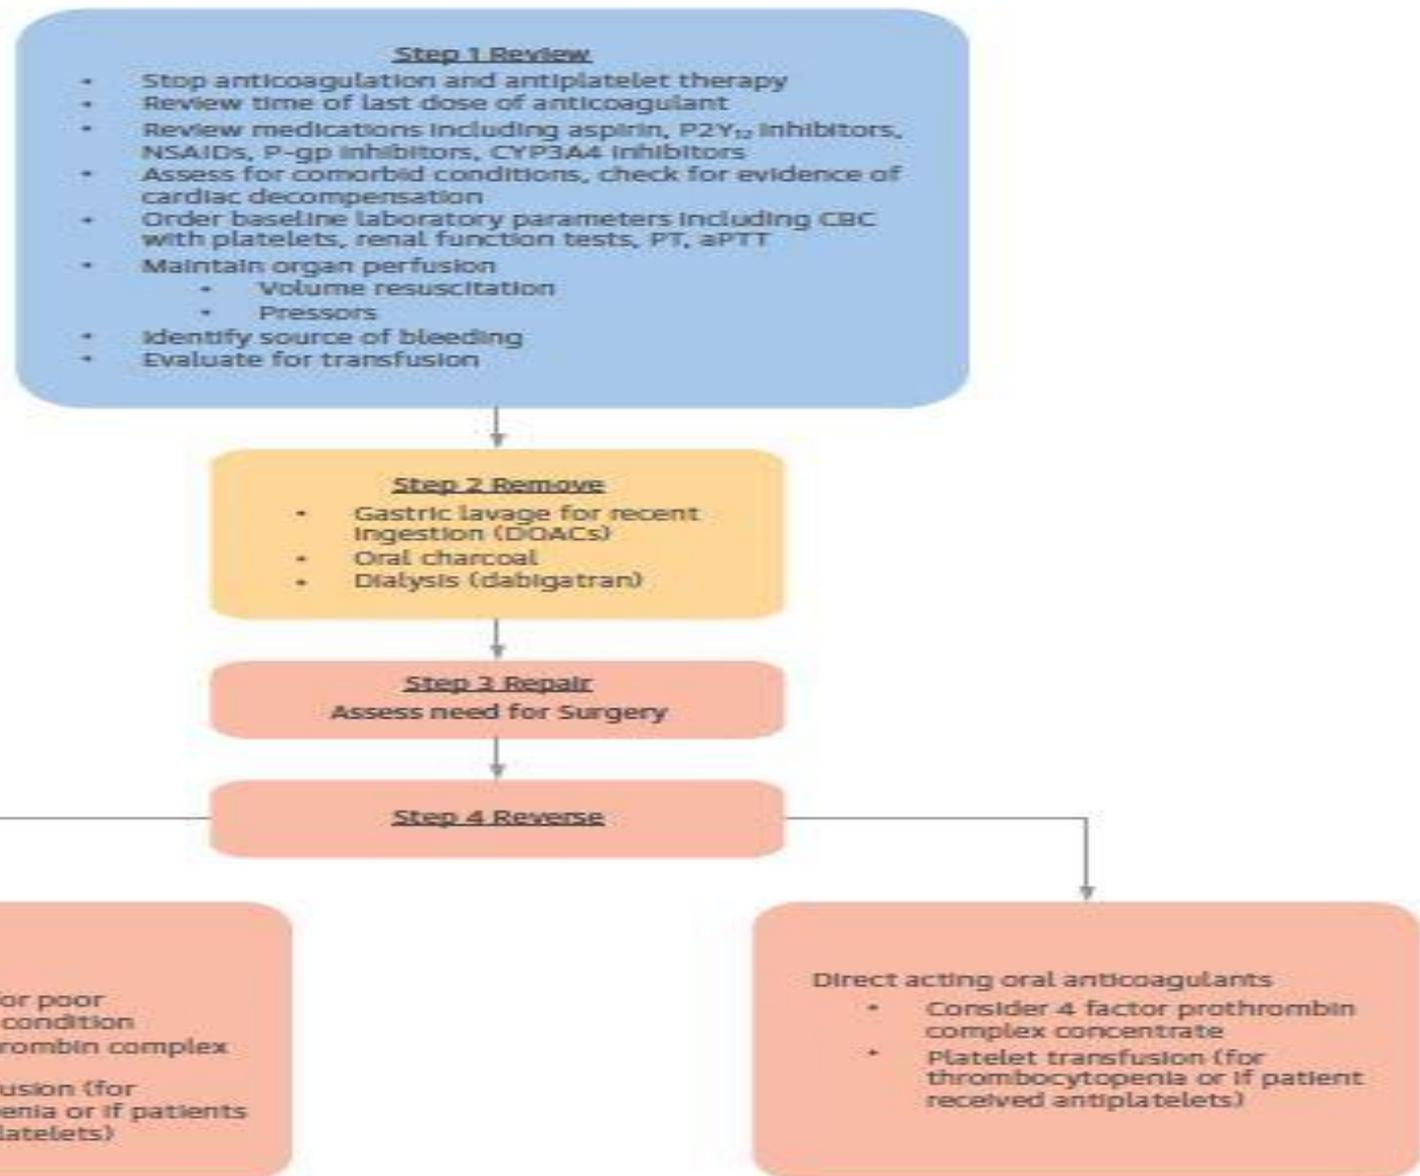 Step 1 Review
• Stop anticoagulation and antiplatelet therapy
• Review time of last dose of anticoagulant
• Review medications including aspirin, P2Y₁₂ inhibitors,
NSAIDs, P-gp inhibitors, CYP3A4 inhibitors
• Assess for comorbid conditions, check for evidence of
cardiac decompensation
• Order baseline laboratory parameters including CBC
with platelets, renal function tests, PT, aPTT
• Maintain organ perfusion
• Volume resuscitation
• Pressors
• Identify source of bleeding
• Evaluate for transfusion
Step 2 Remove
• Gastric lavage for recent
ingestion (DOACs)
• Oral charcoal
• Dialysis (dabigatran)
Step 3 Repair
Assess need for Surgery
Step 4 Reverse
or poor
condition
rombin complex
usion (for
enia or if patients
latelets)
Direct acting oral anticoagulants
• Consider 4 factor prothrombin
complex concentrate
• Platelet transfusion (for
thrombocytopenia or if patient
received antiplatelets)